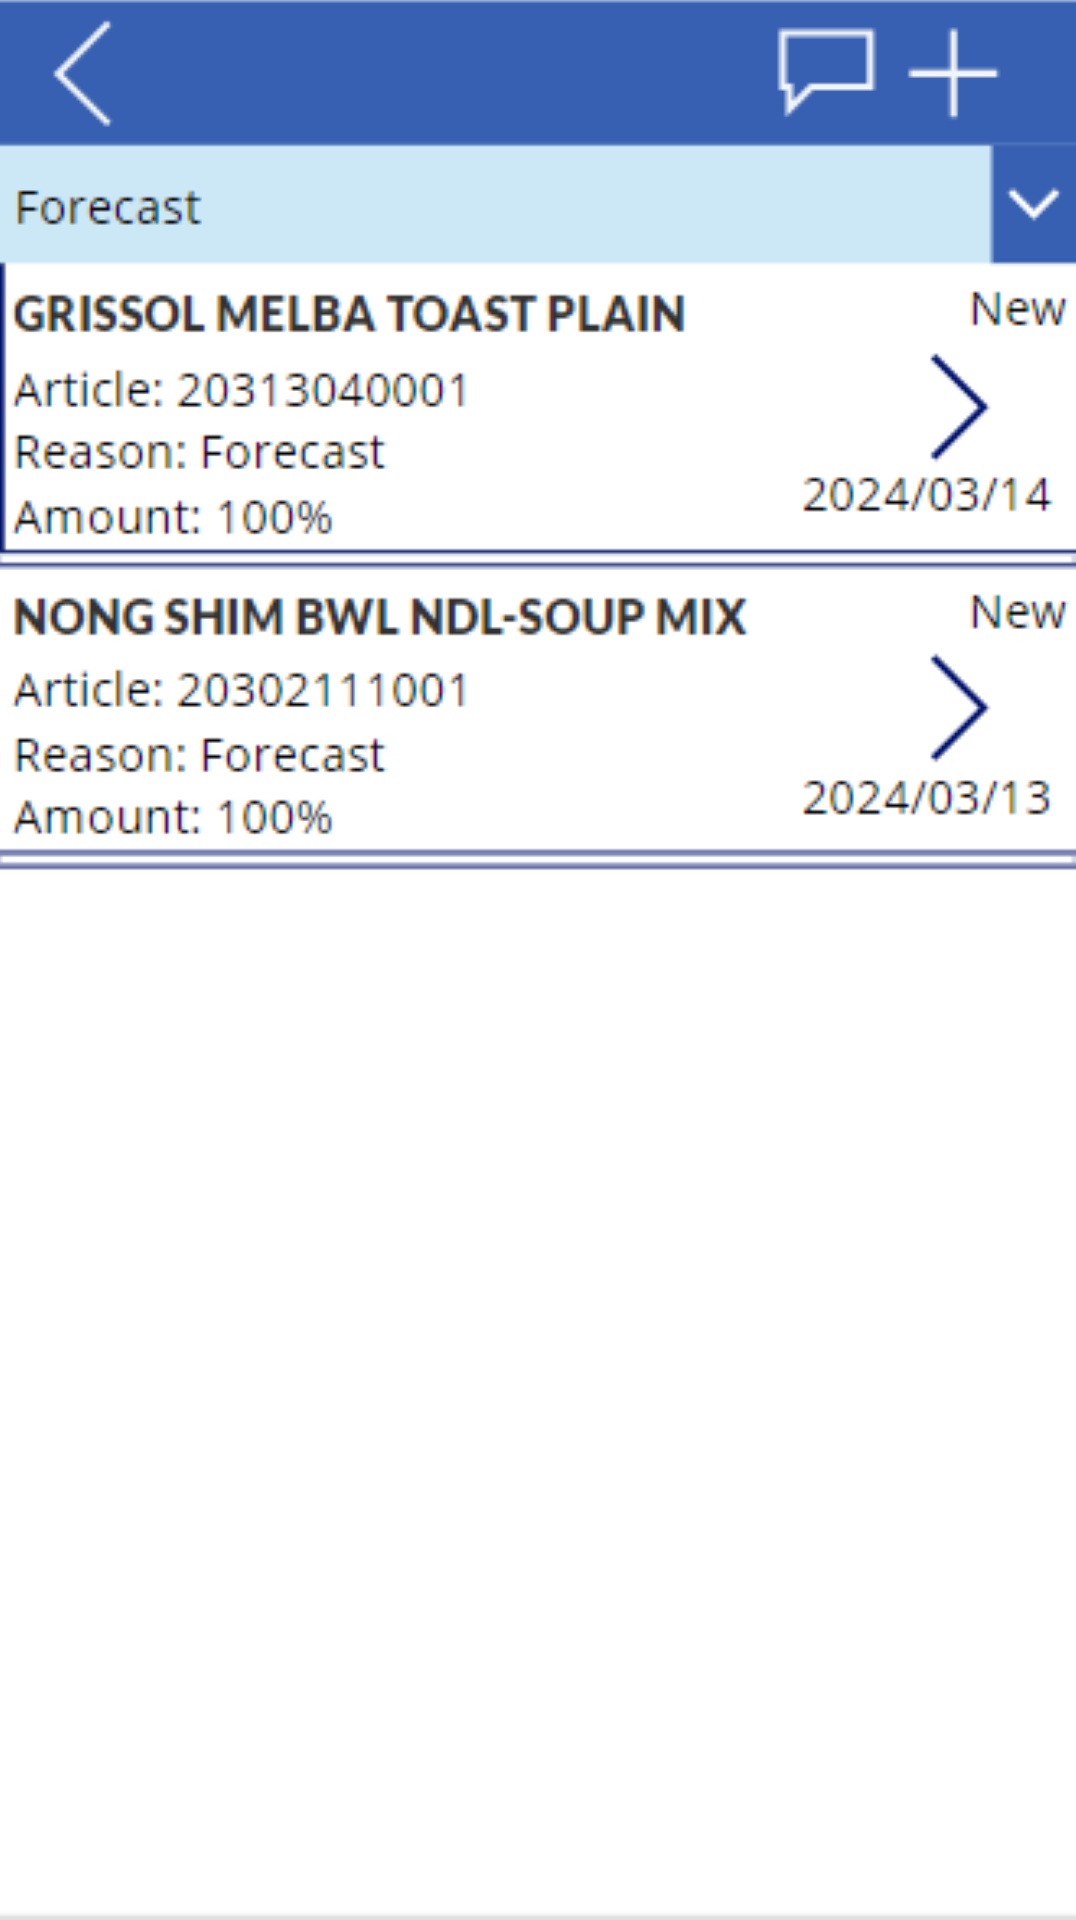 Forecast
GRISSOL MELBA TOAST PLAIN
New
Article: 20313040001
Reason: Forecast
2024/03/14
Amount: 100%
NONG SHIM BWL NDL-SOUP MIX
New
Article: 20302111001
Reason: Forecast
2024/03/13
Amount: 100%